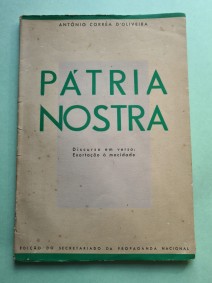 ANTÓNIO CORRÊA D'OLIVEIRA
PÁTRIA
NOSTRA
Discurso em verso.
Exortação à mocidade
EDIÇÃO DO SECRETARIADO DA PROPAGANDA NACIONAL